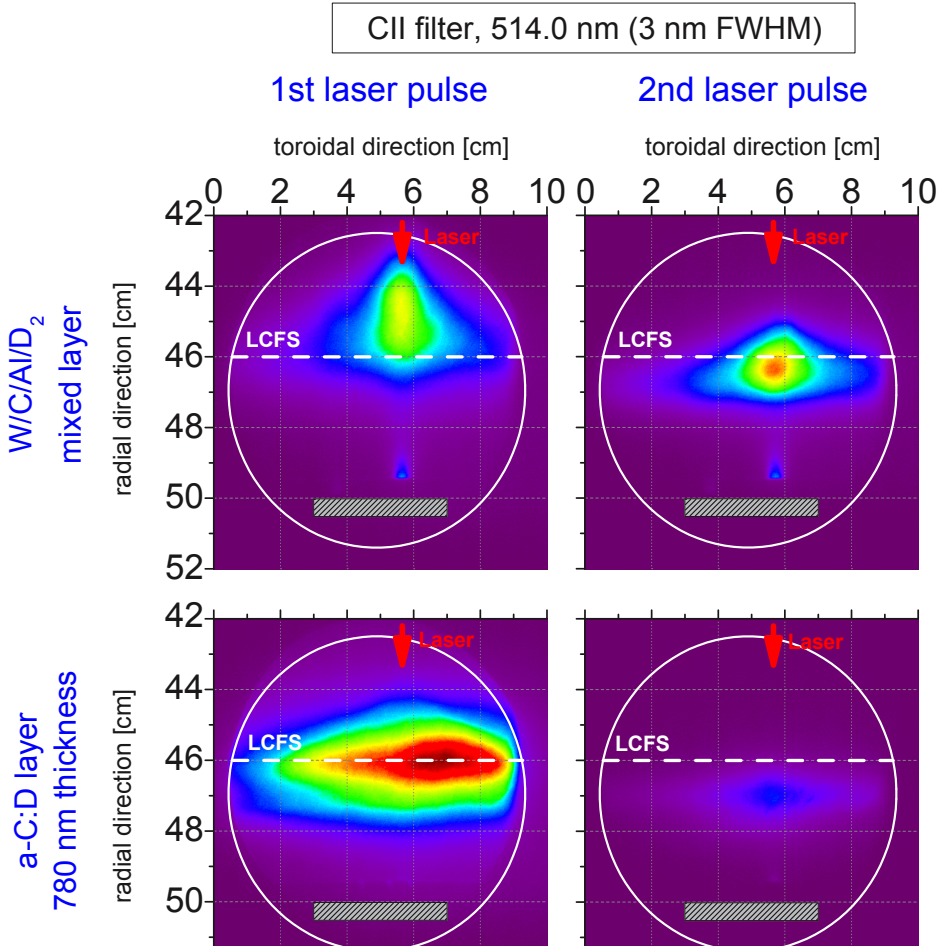 CII filter, 514.0 nm (3 nm FWHM)
1st laser pulse
2nd laser pulse
toroidal direction [cm]
toroidal direction [cm]
0 2 4 6 8 10
0 2 4 6 8 10
W/C/Al/D₂
mixed layer
radial direction [cm]
42
44
46
48
50
52
Laser
LCFS
Laser
LCFS
a-C:D layer
780 nm thickness
radial direction [cm]
42
44
46
48
50
Laser
LCFS
Laser
LCFS